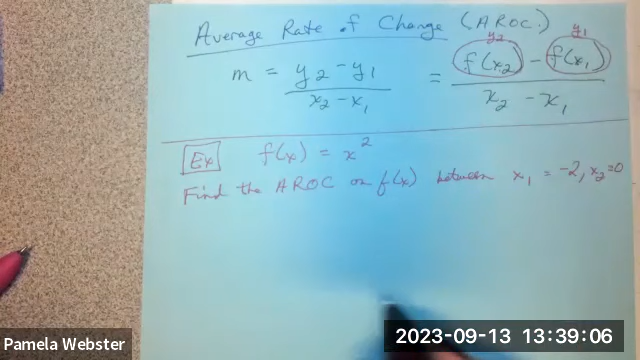 Average Rate of Change (AROC)
y2 y1
m = y2 - y1 / x2 - x1 = f(x2) - f(x1) / x2 - x1
Ex f(x) = x^2
Find the AROC on f(x) between x1 = -2, x2 = 0
Pamela Webster
2023-09-13 13:39:06